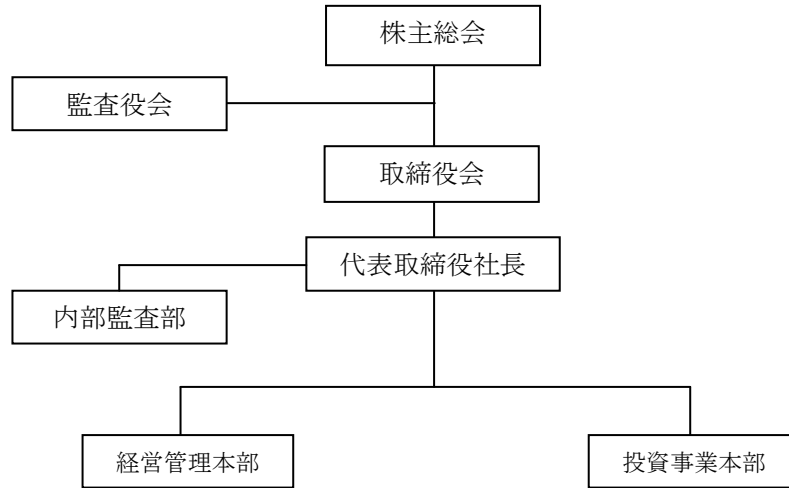 株主総会
監査役会
取締役会
代表取締役社長
内部監査部
経営管理本部
投資事業本部